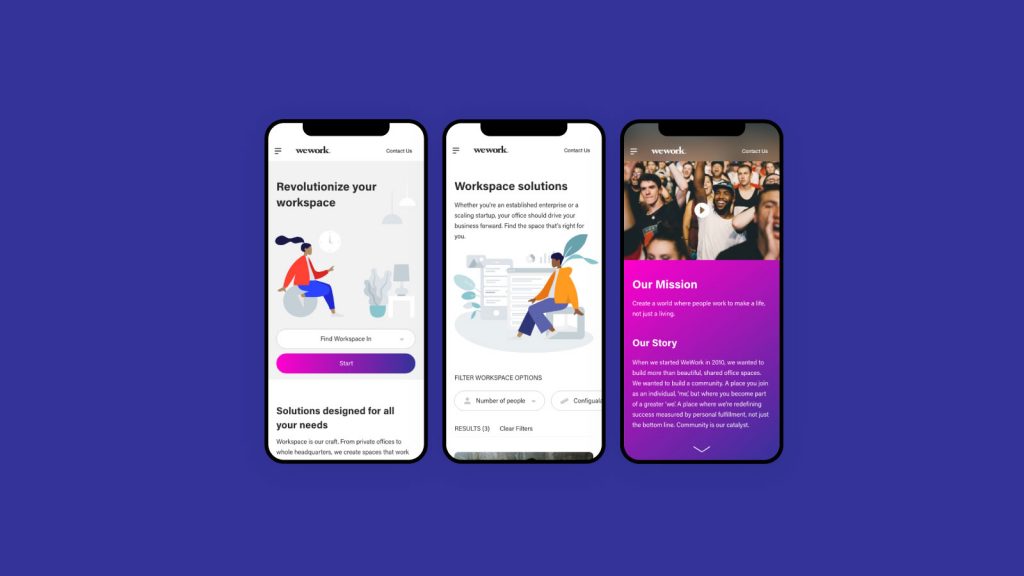 wework
Contact Us
Revolutionize your
workspace
Find Workspace In
Start
Solutions designed for all
your needs
Workspace is our craft. From private offices to
whole headquarters, we create spaces that work
wework
Contact Us
Workspace solutions
Whether you're an established enterprise or a
scaling startup, your office should drive your
business forward. Find the space that's right for
you.
FILTER WORKSPACE OPTIONS
Number of people
Configuala
RESULTS (3)
Clear Filters
wework
Contact Us
Our Mission
Create a world where people work to make a life,
not just a living.
Our Story
When we started WeWork in 2010, we wanted to
build more than beautiful, shared office spaces.
We wanted to build a community. A place you join
as an individual, 'me', but where you become part
of a greater 'we'. A place where we're redefining
success measured by personal fulfillment, not just
the bottom line. Community is our catalyst.